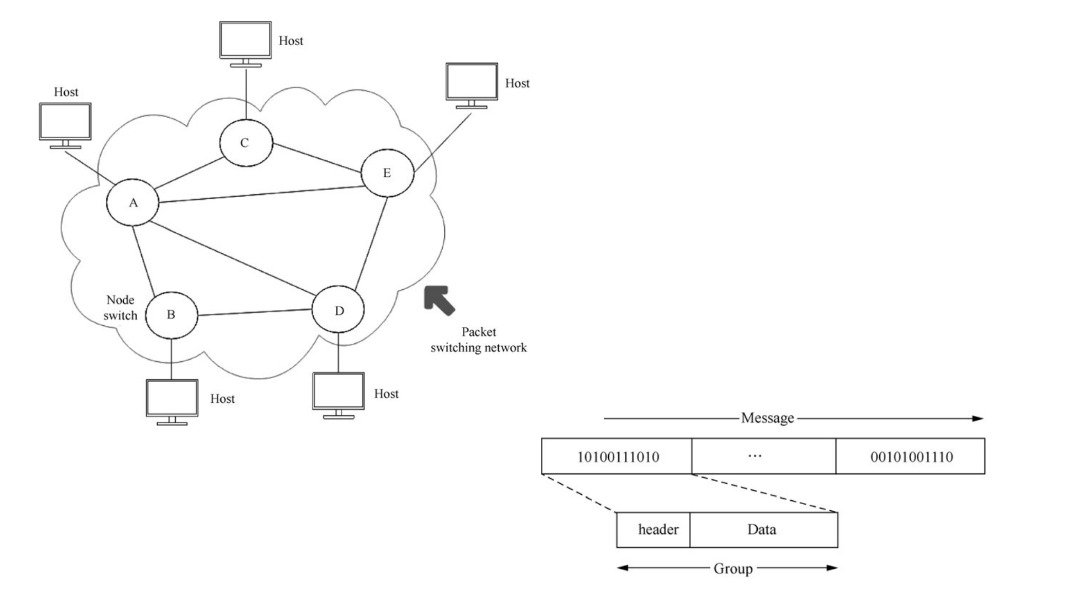 Host
Host
Host
C
E
A
Node
switch
B
D
Packet
switching network
Host
Host
Message
10100111010
...
00101001110
header
Data
Group